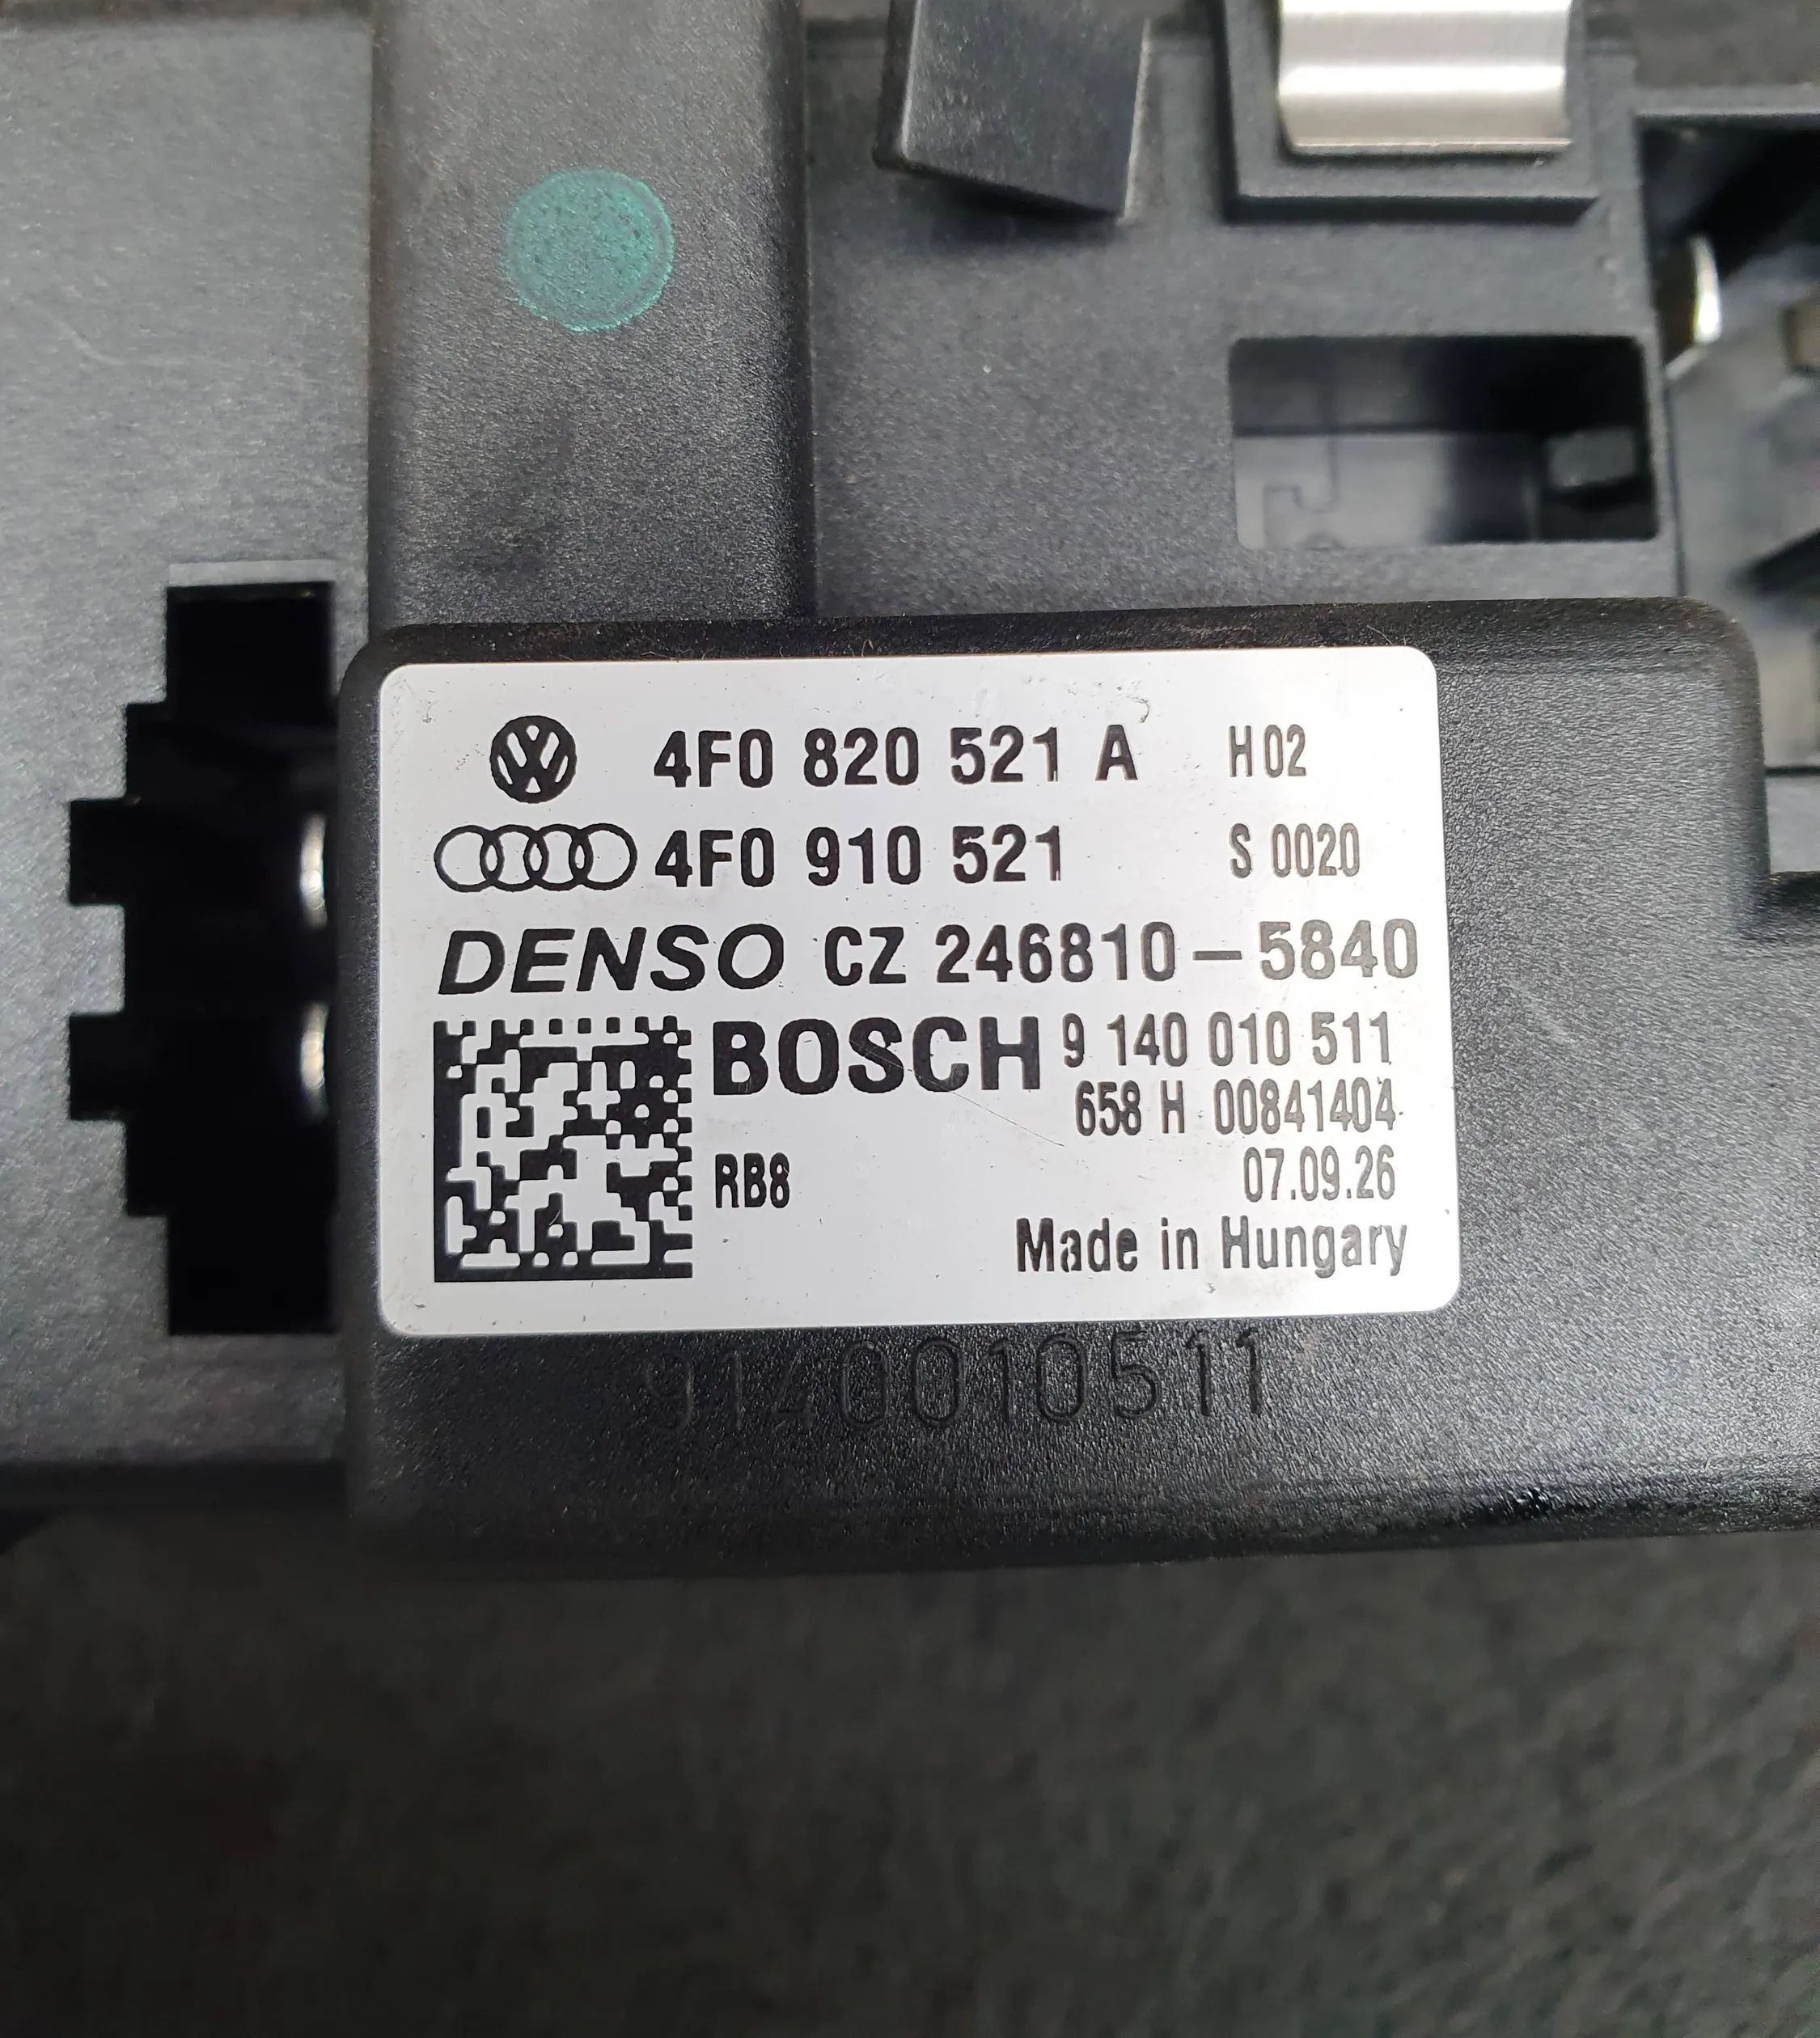 4F0 820 521 A H02
4F0 910 521 S 0020
DENSO CZ 246810-5840
BOSCH 9 140 010 511
658 H 00841404
RB8 07.09.26
Made in Hungary
9140010511